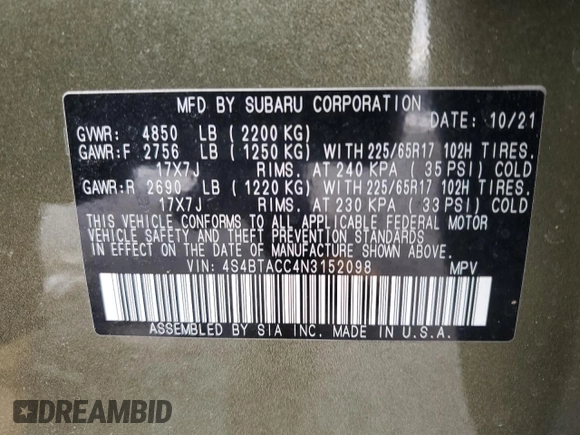 MFD BY SUBARU CORPORATION
DATE: 10/21
GVWR: 4850 LB (2200 KG)
GAWR:F 2756 LB (1250 KG) WITH 225/65R17 102H TIRES.
17X7J RIMS. AT 240 KPA (35 PSI) COLD
GAWR:R 2690 LB (1220 KG) WITH 225/65R17 102H TIRES.
17X7J RIMS. AT 230 KPA (33 PSI) COLD
THIS VEHICLE CONFORMS TO ALL APPLICABLE FEDERAL MOTOR
VEHICLE SAFETY AND THEFT PREVENTION STANDARDS
IN EFFECT ON THE DATE OF MANUFACTURE SHOWN ABOVE.
VIN: 4S4BTACC4N3152098 MPV
ASSEMBLED BY SIA INC. MADE IN U.S.A.
DREAMBID